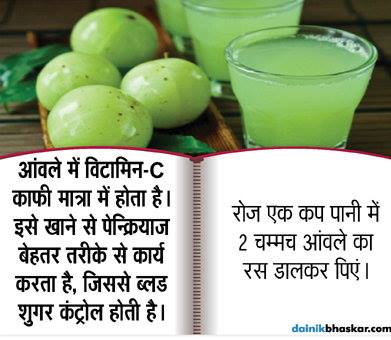 आंवले में विटामिन-C
काफी मात्रा में होता है।
इसे खाने से पेन्क्रियाज
बेहतर तरीके से कार्य
करता है, जिससे ब्लड
शुगर कंट्रोल होती है।
रोज एक कप पानी में
2 चम्मच आंवले का
रस डालकर पिएं।
dainikbhaskar.com